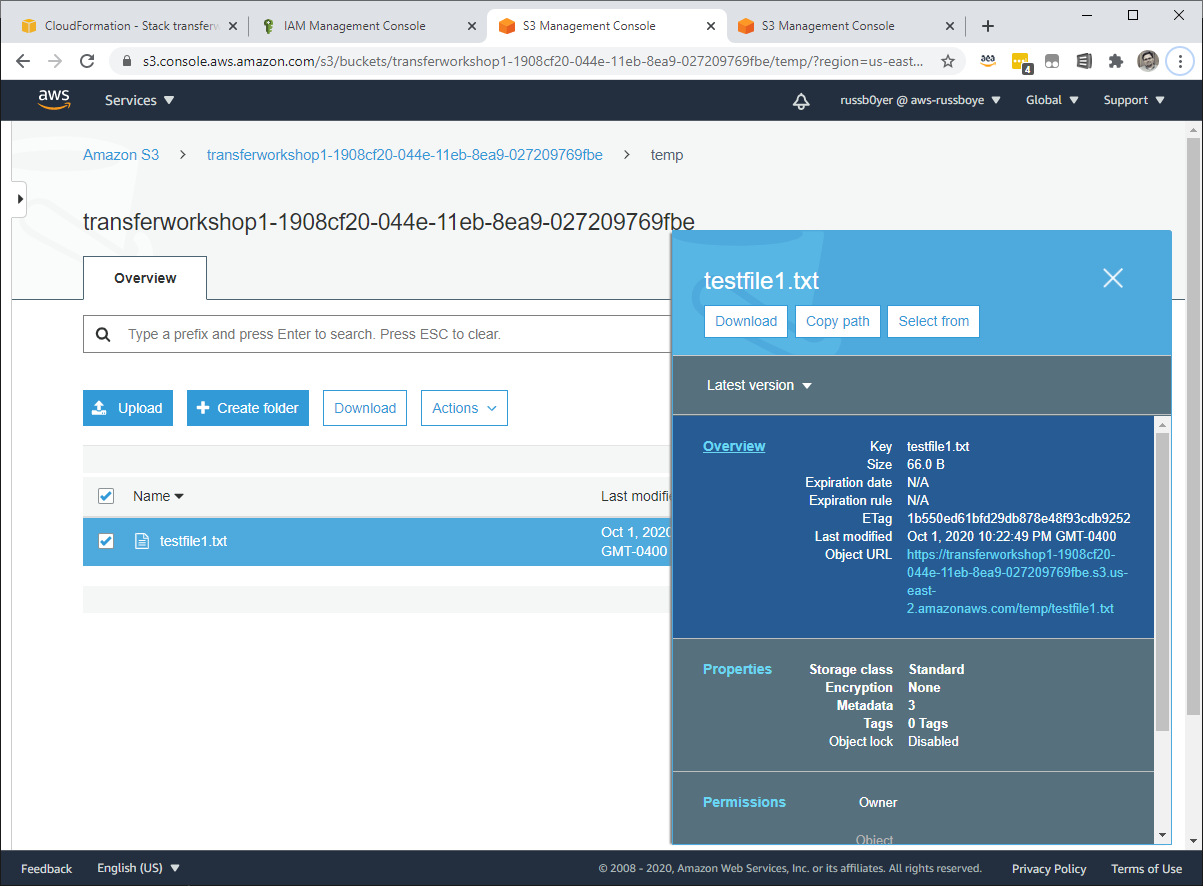 CloudFormation - Stack transferw
IAM Management Console
S3 Management Console
S3 Management Console
s3.console.aws.amazon.com/s3/buckets/transferworkshop1-1908cf20-044e-11eb-8ea9-027209769fbe/temp/?region=us-east...
4
aws
Services
russb0yer @ aws-russboye
Global
Support
Amazon S3
transferworkshop1-1908cf20-044e-11eb-8ea9-027209769fbe
temp
transferworkshop1-1908cf20-044e-11eb-8ea9-027209769fbe
Overview
Type a prefix and press Enter to search. Press ESC to clear.
Upload
Create folder
Download
Actions
Name
Last modifi
testfile1.txt
Oct 1, 2020
GMT-0400
testfile1.txt
Download
Copy path
Select from
Latest version
Overview
Key testfile1.txt
Size 66.0 B
Expiration date N/A
Expiration rule N/A
ETag 1b550ed61bfd29db878e48f93cdb9252
Last modified Oct 1, 2020 10:22:49 PM GMT-0400
Object URL https://transferworkshop1-1908cf20-
044e-11eb-8ea9-027209769fbe.s3.us-
east-
2.amazonaws.com/temp/testfile1.txt
Properties
Storage class Standard
Encryption None
Metadata 3
Tags 0 Tags
Object lock Disabled
Permissions
Owner
Object
Feedback
English (US)
© 2008 - 2020, Amazon Web Services, Inc. or its affiliates. All rights reserved.
Privacy Policy
Terms of Use